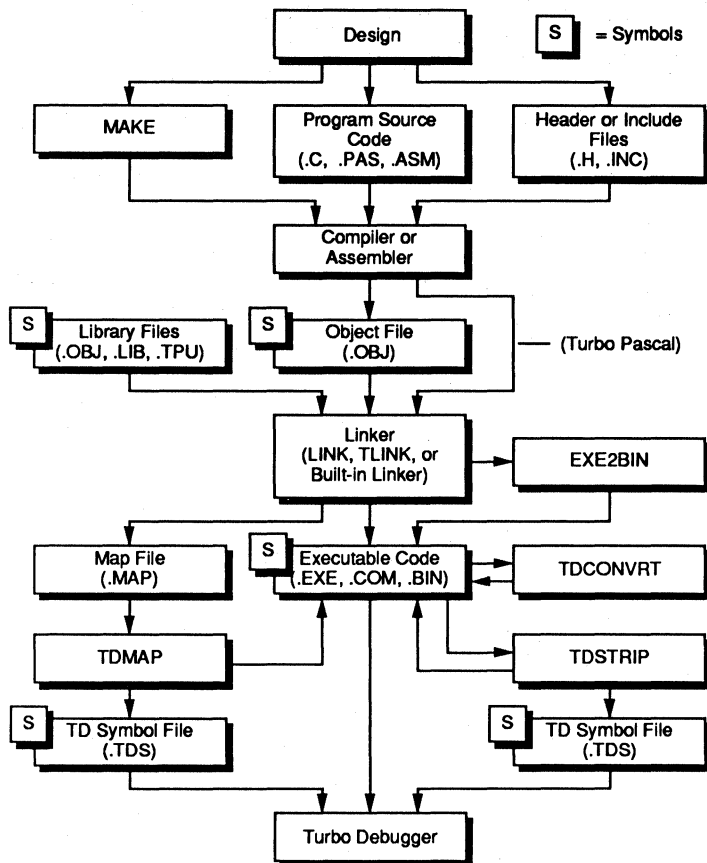 Design
S
= Symbols
MAKE
Program Source
Code
(.C, .PAS, .ASM)
Header or Include
Files
(.H, .INC)
Compiler or
Assembler
S
Library Files
(.OBJ, .LIB, .TPU)
S
Object File
(.OBJ)
(Turbo Pascal)
Linker
(LINK, TLINK, or
Built-in Linker)
EXE2BIN
Map File
(.MAP)
S
Executable Code
(.EXE, .COM, .BIN)
TDCONVRT
TDMAP
TDSTRIP
S
TD Symbol File
(.TDS)
S
TD Symbol File
(.TDS)
Turbo Debugger